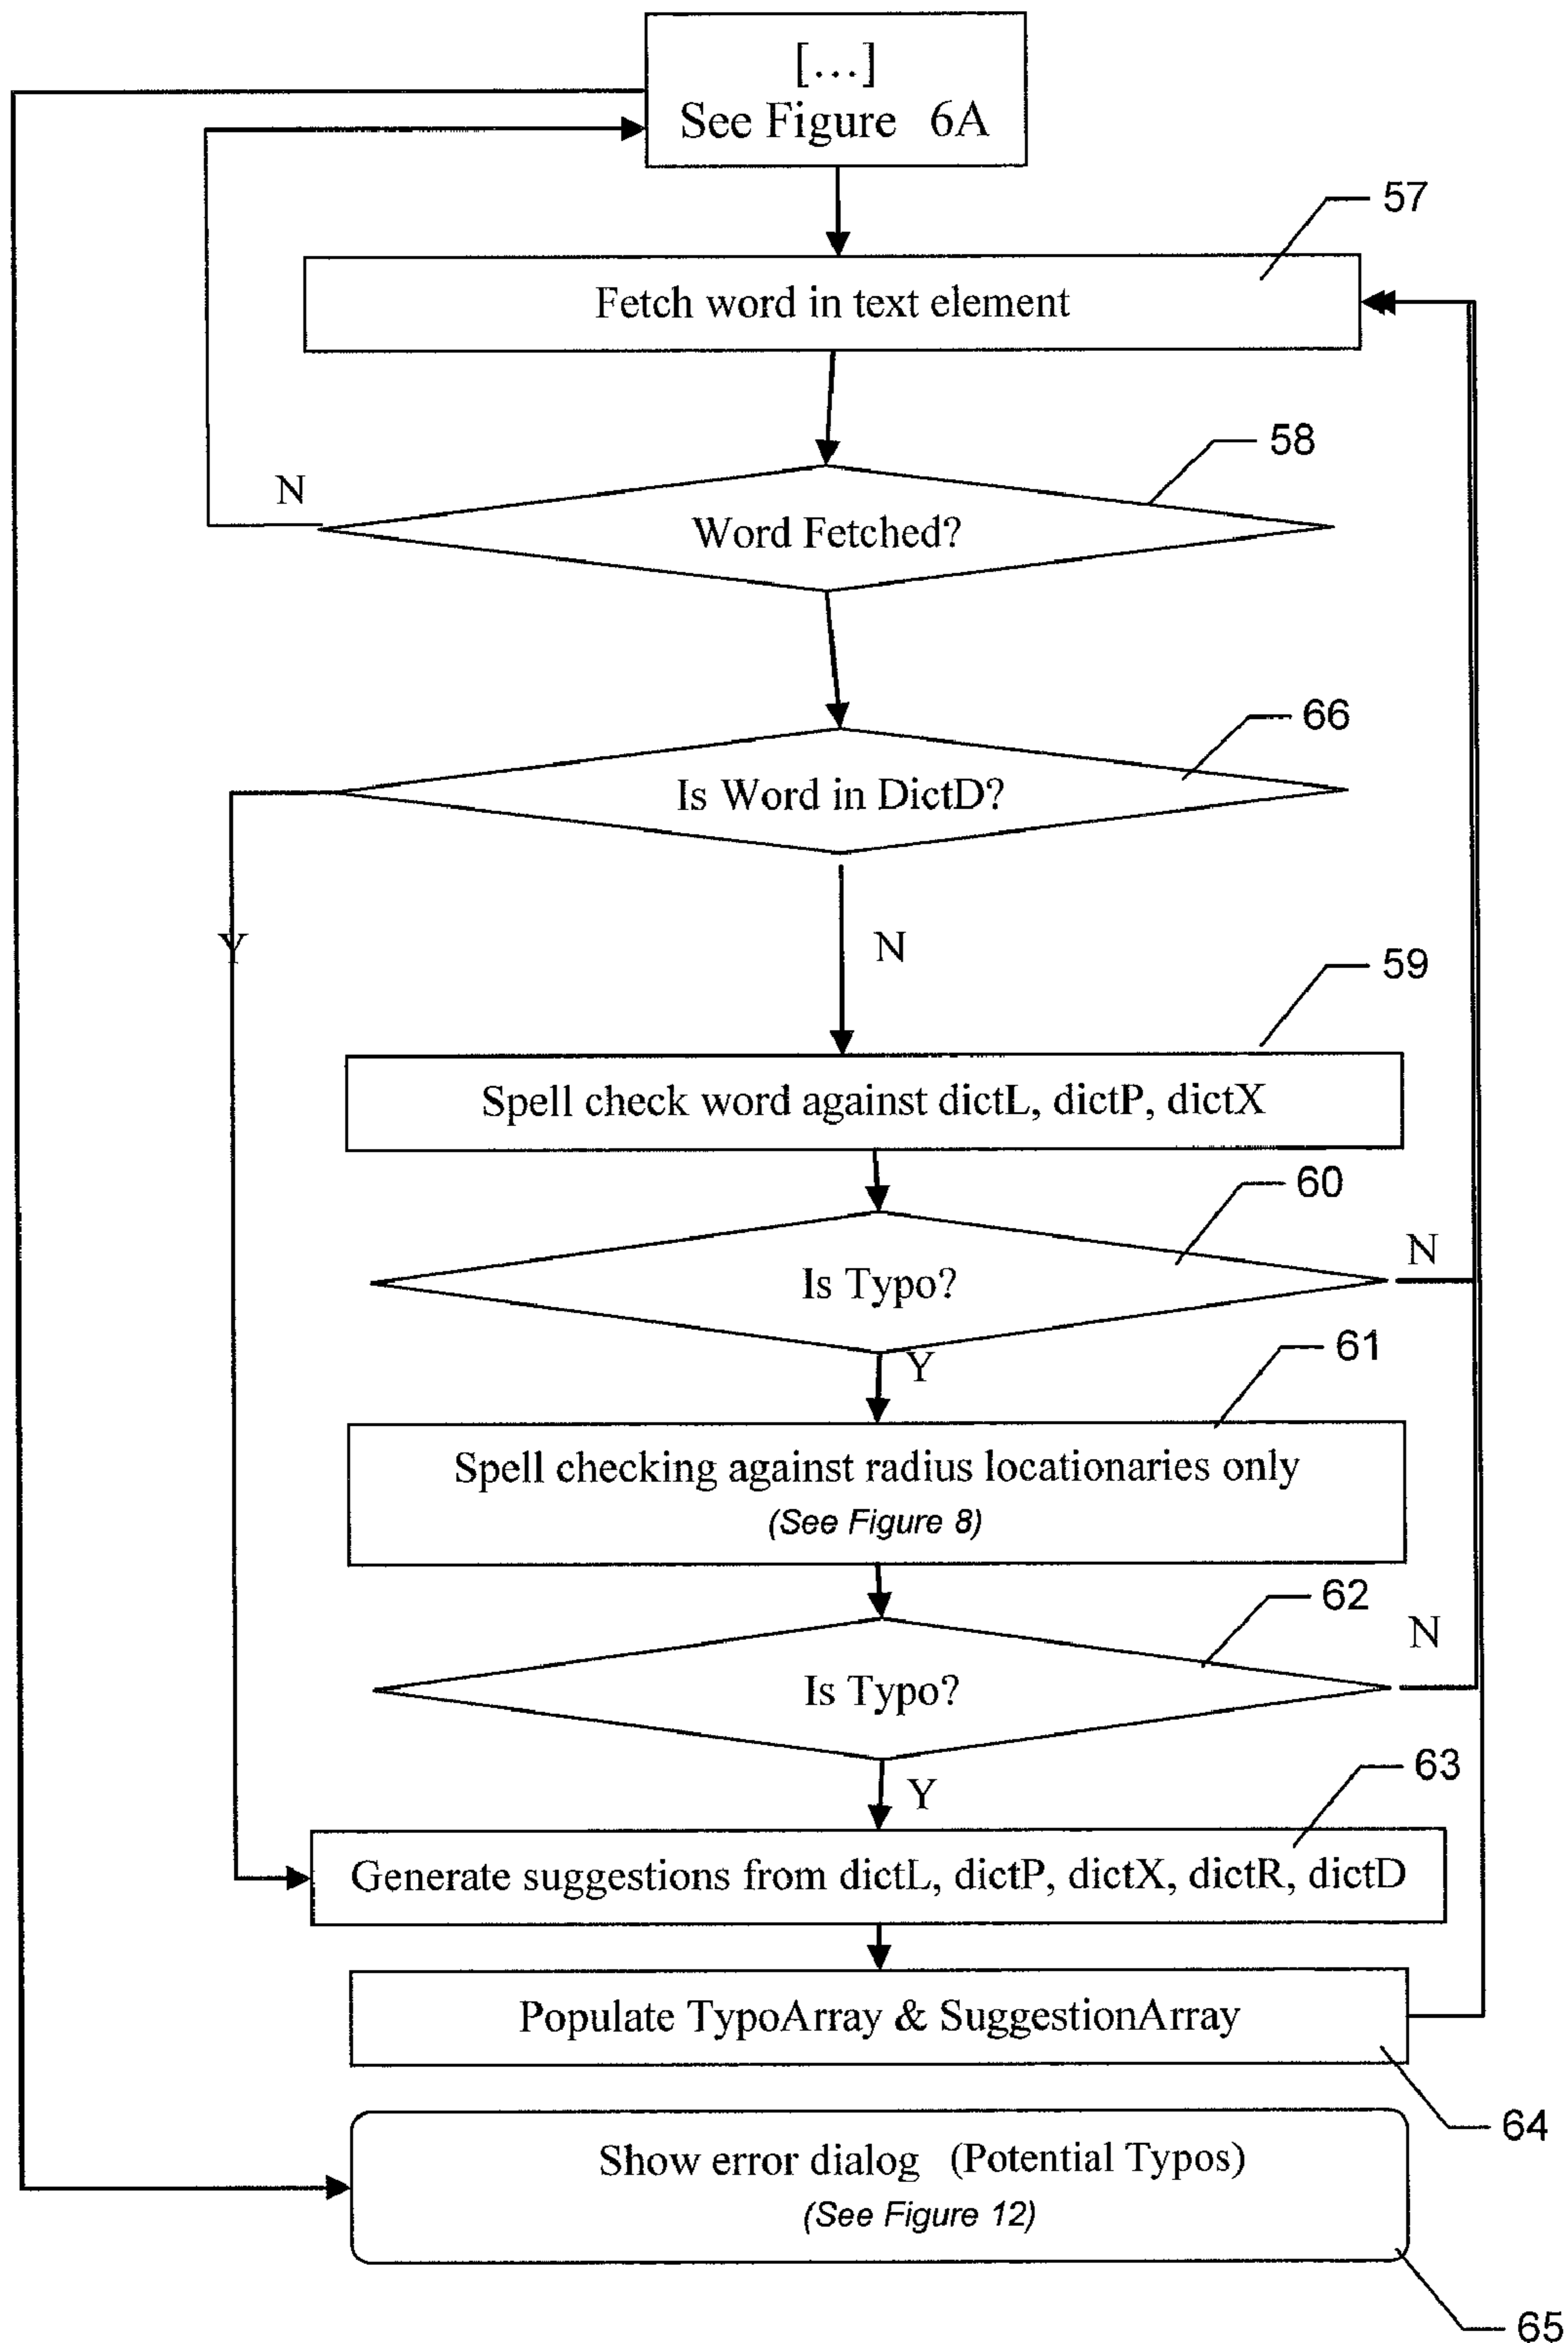 [...]
See Figure 6A
57
Fetch word in text element
58
N
Word Fetched?
66
Is Word in DictD?
Y
N
59
Spell check word against dictL, dictP, dictX
60
N
Is Typo?
Y
61
Spell checking against radius locationaries only
(See Figure 8)
62
N
Is Typo?
Y
63
Generate suggestions from dictL, dictP, dictX, dictR, dictD
Populate TypoArray & SuggestionArray
64
Show error dialog (Potential Typos)
(See Figure 12)
65